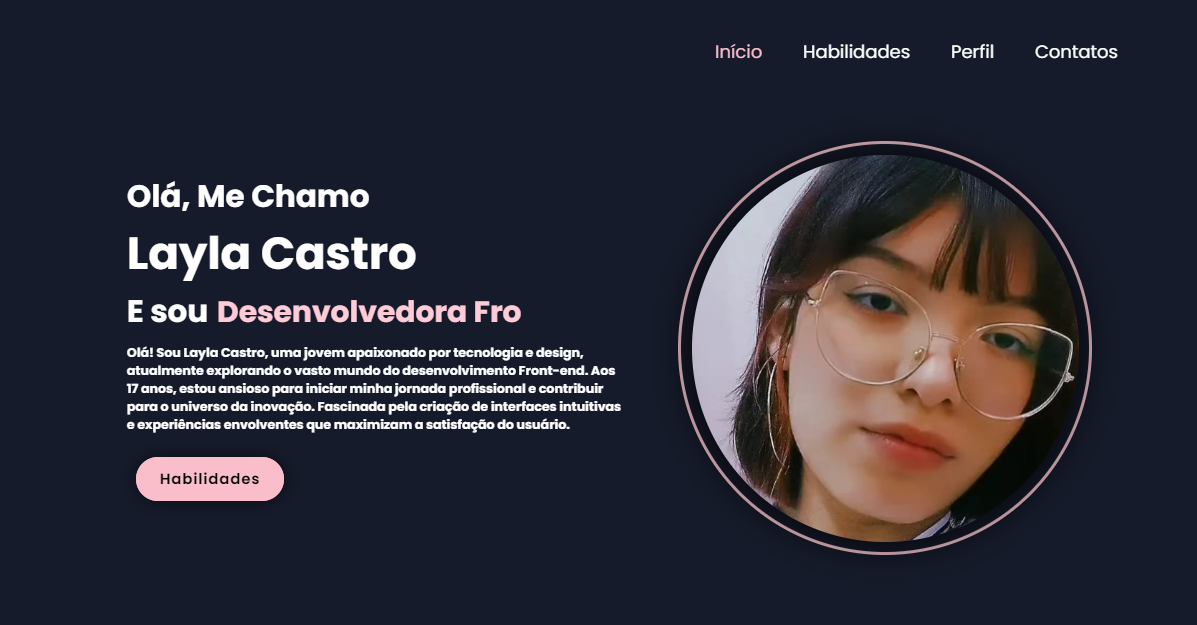 Início Habilidades Perfil Contatos
Olá, Me Chamo
Layla Castro
E sou Desenvolvedora Fro
Olá! Sou Layla Castro, uma jovem apaixonado por tecnologia e design,
atualmente explorando o vasto mundo do desenvolvimento Front-end. Aos
17 anos, estou ansioso para iniciar minha jornada profissional e contribuir
para o universo da inovação. Fascinada pela criação de interfaces intuitivas
e experiências envolventes que maximizam a satisfação do usuário.
Habilidades